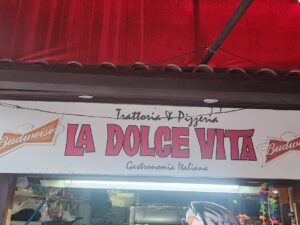 Trattoria & Pizzeria
Budweiser LA DOLCE VITA Budweiser
Gastronomia Italiana